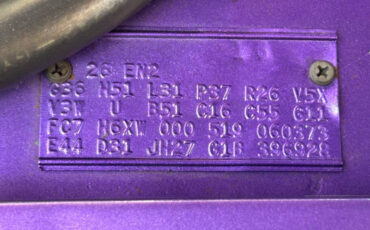 26 EN2
G36 H51 L31 P37 R26 V5X
V3W U B51 C16 C55 G11
FC7 H6XW 000 519 060373
E44 D31 JH27 C1B 396928